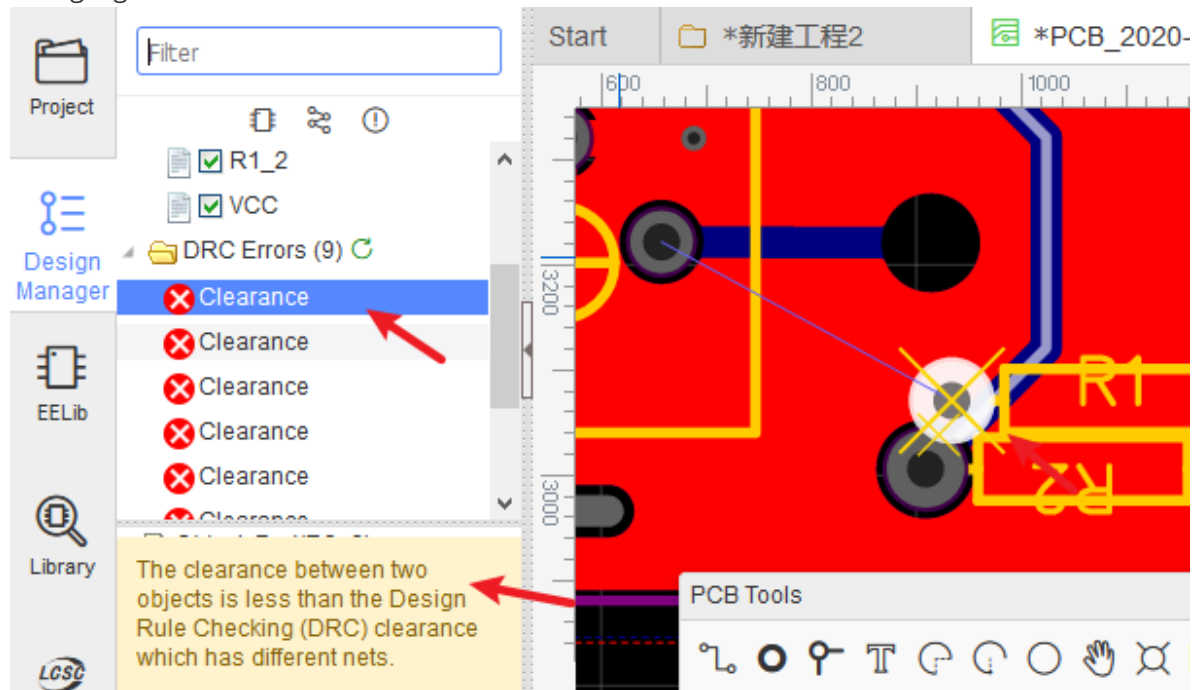 Filter
Start
*新建工程2
*PCB_2020-
600
800
1000
Project
R1_2
VCC
DRC Errors (9)
Design
Manager
Clearance
Clearance
Clearance
Clearance
Clearance
Clearance
EELib
Library
LCSC
3200
3000
R1
R2
The clearance between two
objects is less than the Design
Rule Checking (DRC) clearance
which has different nets.
PCB Tools
T